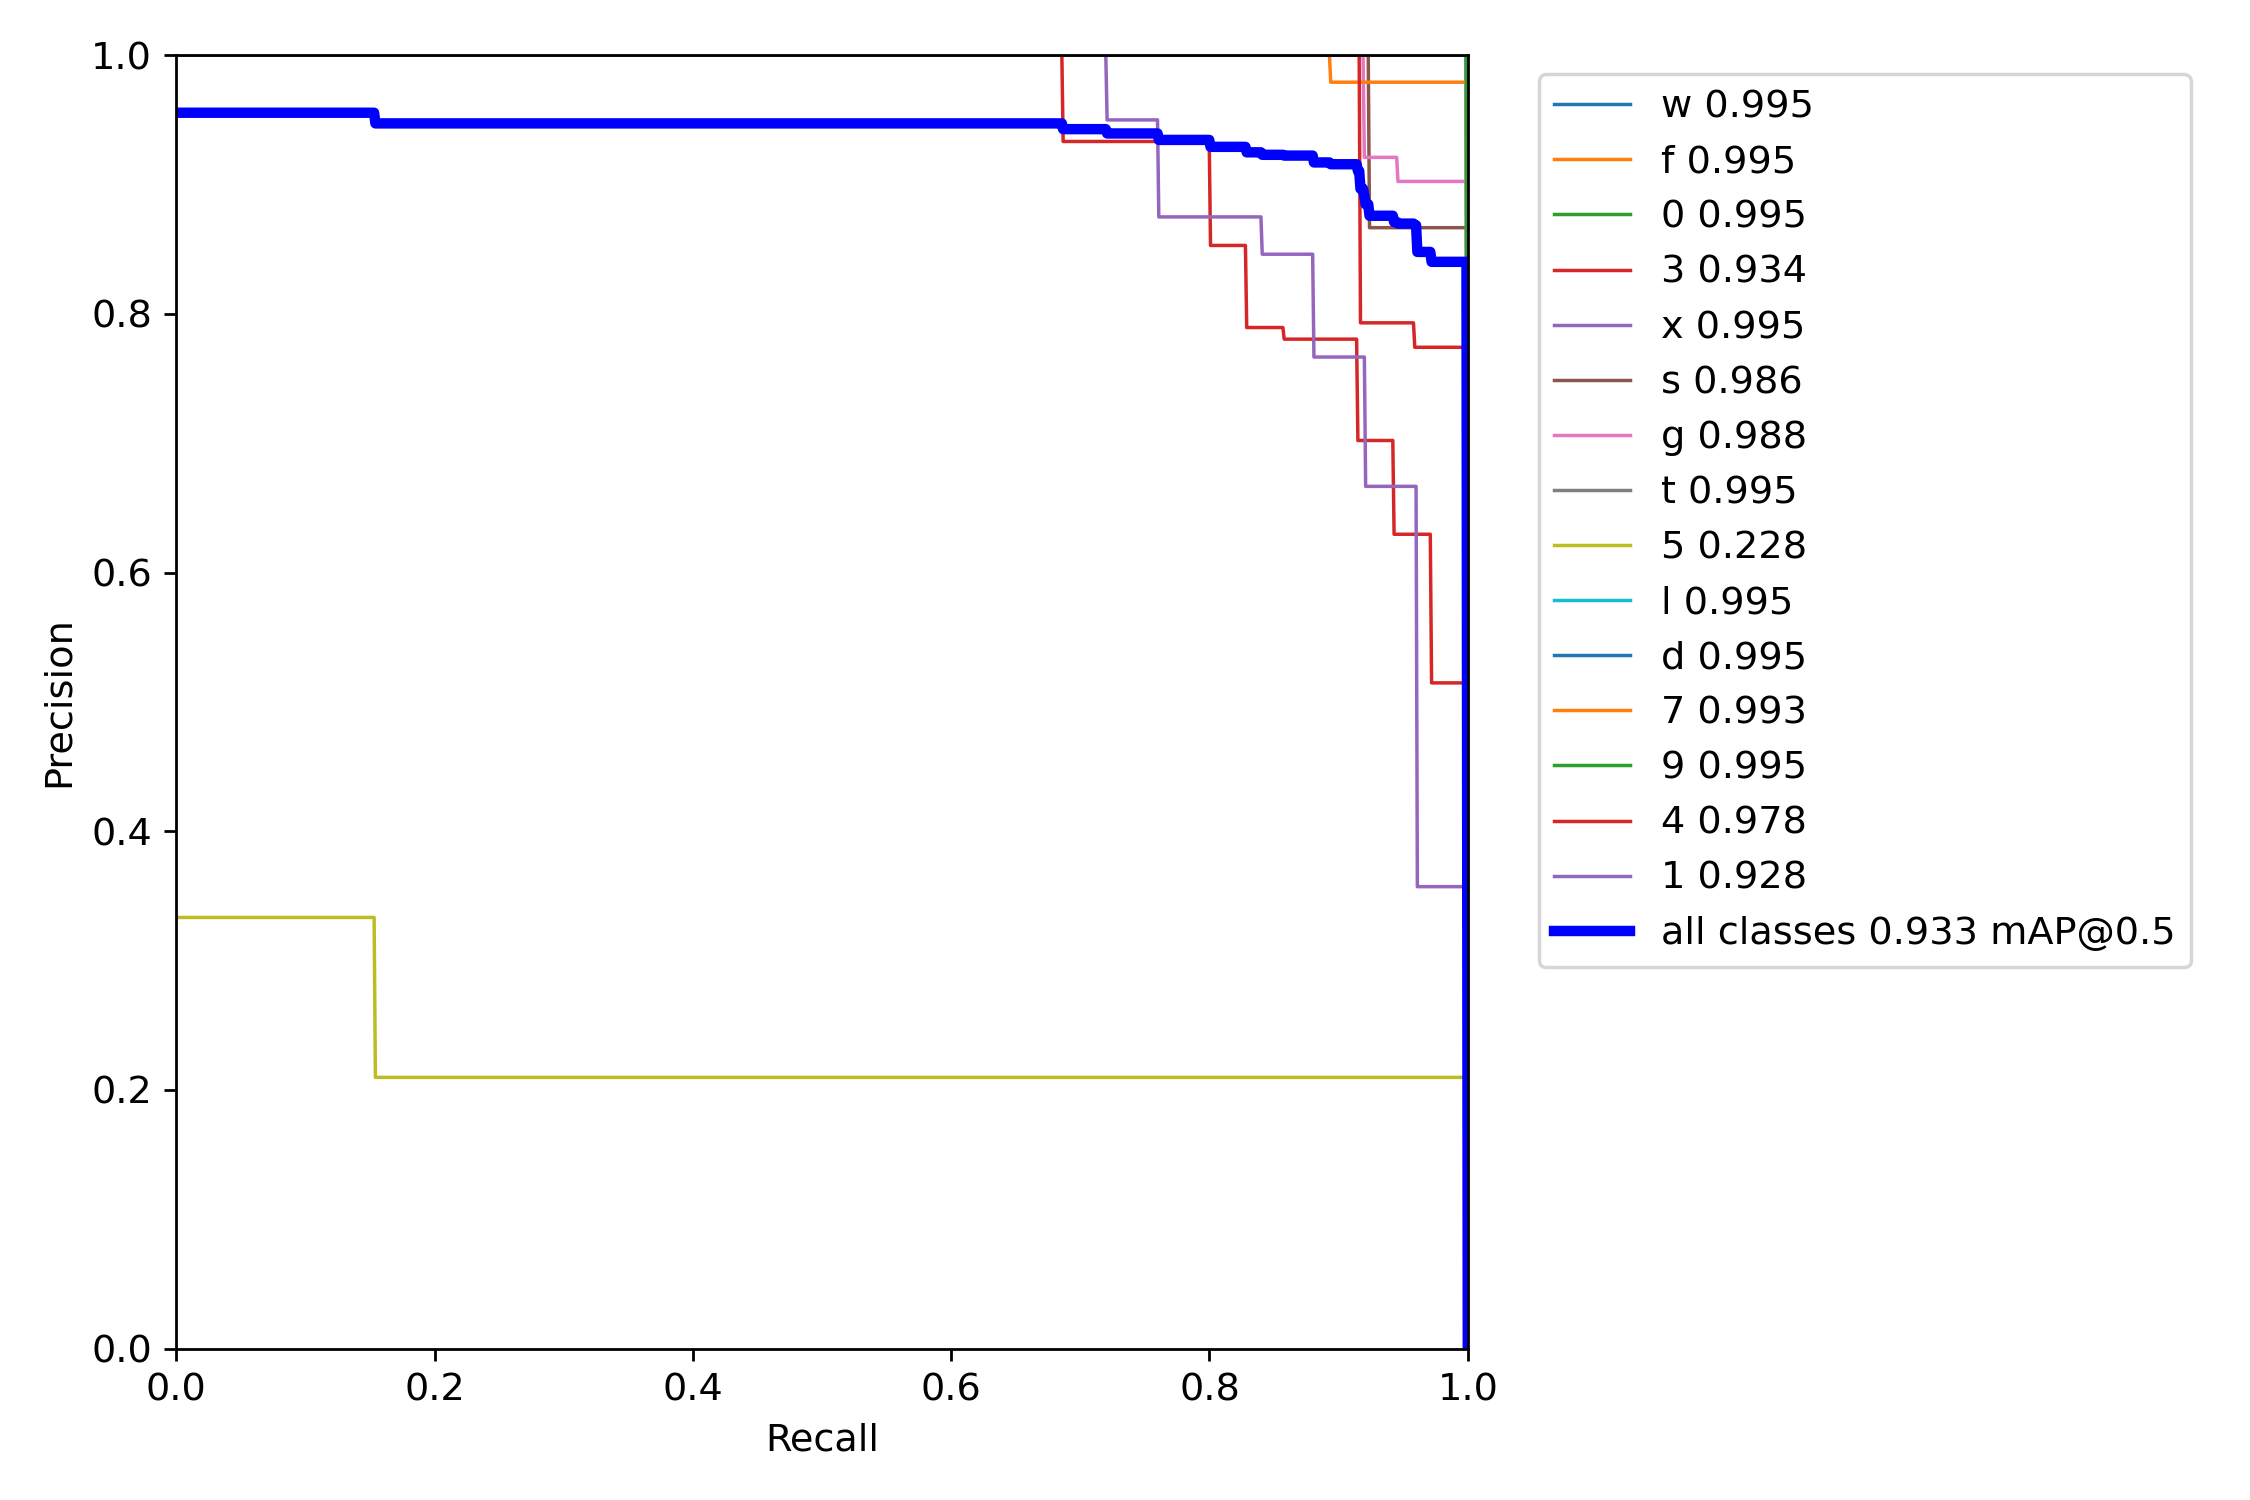 1.0
0.8
0.6
0.4
0.2
0.0
Precision
0.0 0.2 0.4 0.6 0.8 1.0
Recall
w 0.995
f 0.995
0 0.995
3 0.934
x 0.995
s 0.986
g 0.988
t 0.995
5 0.228
l 0.995
d 0.995
7 0.993
9 0.995
4 0.978
1 0.928
all classes 0.933 mAP@0.5